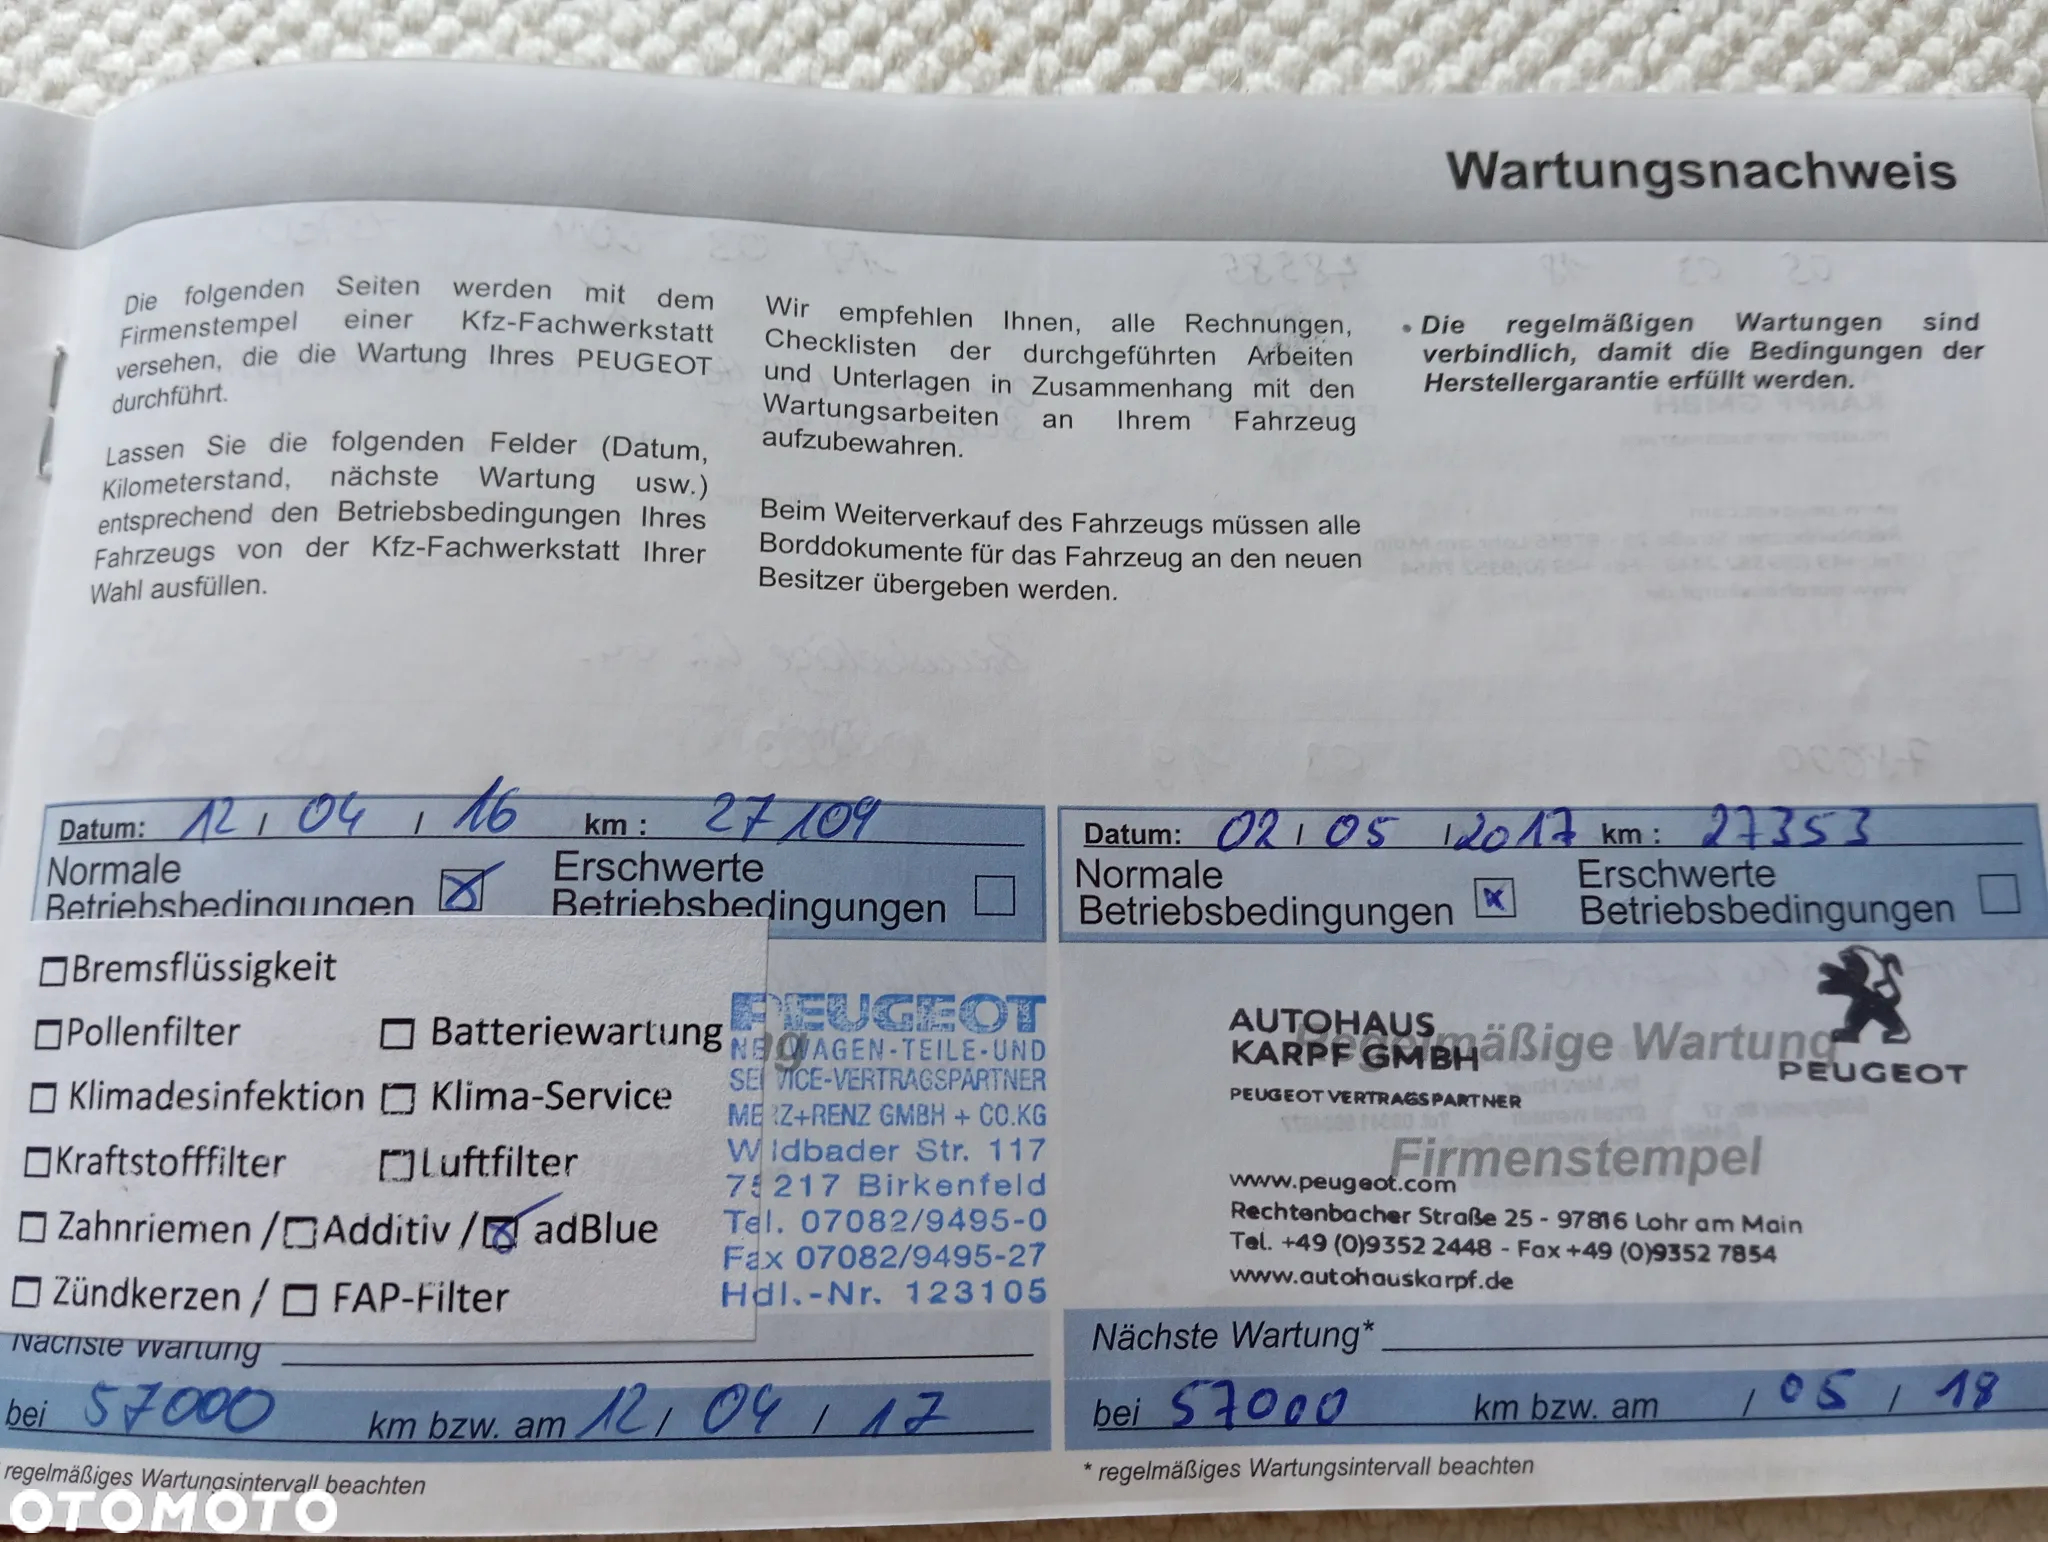 Wartungsnachweis
Die folgenden Seiten werden mit dem
Firmenstempel einer Kfz-Fachwerkstatt
versehen, die die Wartung Ihres PEUGEOT
durchführt.
Lassen Sie die folgenden Felder (Datum,
Kilometerstand, nächste Wartung usw.)
entsprechend den Betriebsbedingungen Ihres
Fahrzeugs von der Kfz-Fachwerkstatt Ihrer
Wahl ausfüllen.
Wir empfehlen Ihnen, alle Rechnungen,
Checklisten der durchgeführten Arbeiten
und Unterlagen in Zusammenhang mit den
Wartungsarbeiten an Ihrem Fahrzeug
aufzubewahren.
Beim Weiterverkauf des Fahrzeugs müssen alle
Borddokumente für das Fahrzeug an den neuen
Besitzer übergeben werden.
• Die regelmäßigen Wartungen sind
verbindlich, damit die Bedingungen der
Herstellergarantie erfüllt werden.
Datum: 12 / 04 / 16 km : 27109
Normale
Betriebsbedingungen
Erschwerte
Betriebsbedingungen
Bremsflüssigkeit
Pollenfilter
Batteriewartung
Klimadesinfektion
Klima-Service
Kraftstofffilter
Luftfilter
Zahnriemen / Additiv / adBlue
Zündkerzen / FAP-Filter
PEUGEOT
NEUWAGEN-TEILE-UND
SERVICE-VERTRAGSPARTNER
MERZ+RENZ GMBH + CO.KG
Wildbader Str. 117
75217 Birkenfeld
Tel. 07082/9495-0
Fax 07082/9495-27
Hdl.-Nr. 123105
Nächste Wartung
bei 57000 km bzw. am 12 / 04 / 17
regelmäßiges Wartungsintervall beachten
Datum: 02 / 05 / 2017 km : 27353
Normale
Betriebsbedingungen
Erschwerte
Betriebsbedingungen
Regelmäßige Wartung
Firmenstempel
AUTOHAUS
KARPF GMBH
PEUGEOT VERTRAGSPARTNER
PEUGEOT
www.peugeot.com
Rechtenbacher Straße 25 - 97816 Lohr am Main
Tel. +49 (0)9352 2448 - Fax +49 (0)9352 7854
www.autohauskarpf.de
Nächste Wartung*
bei 57000 km bzw. am / 05 / 18
* regelmäßiges Wartungsintervall beachten
OTOMOTO